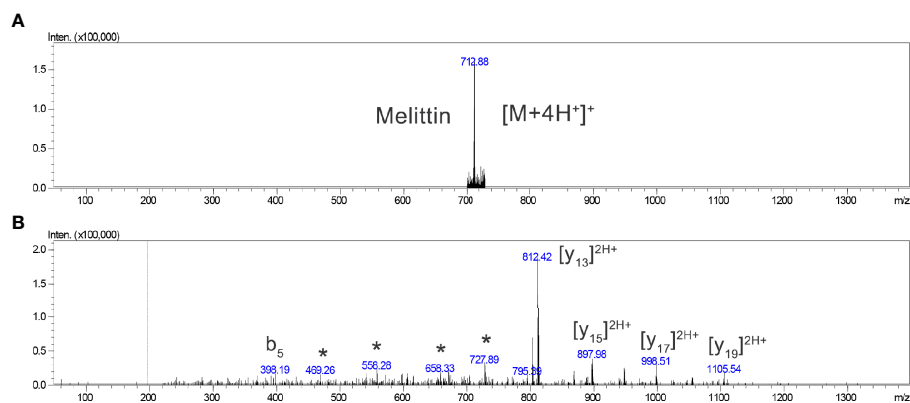 A
Inten. (x100,000)
1.5
1.0
0.5
0.0
712.88
Melittin [M+4H⁺]⁺
100 200 300 400 500 600 700 800 900 1000 1100 1200 1300 m/z
B
Inten. (x100,000)
2.0
1.5
1.0
0.5
0.0
812.42 [y₁₃]²ᴴ⁺
b₅ * * * * [y₁₅]²ᴴ⁺ [y₁₇]²ᴴ⁺ [y₁₉]²ᴴ⁺
398.19 469.26 558.28 658.33 727.89 795.39 897.98 998.51 1105.54
100 200 300 400 500 600 700 800 900 1000 1100 1200 1300 m/z